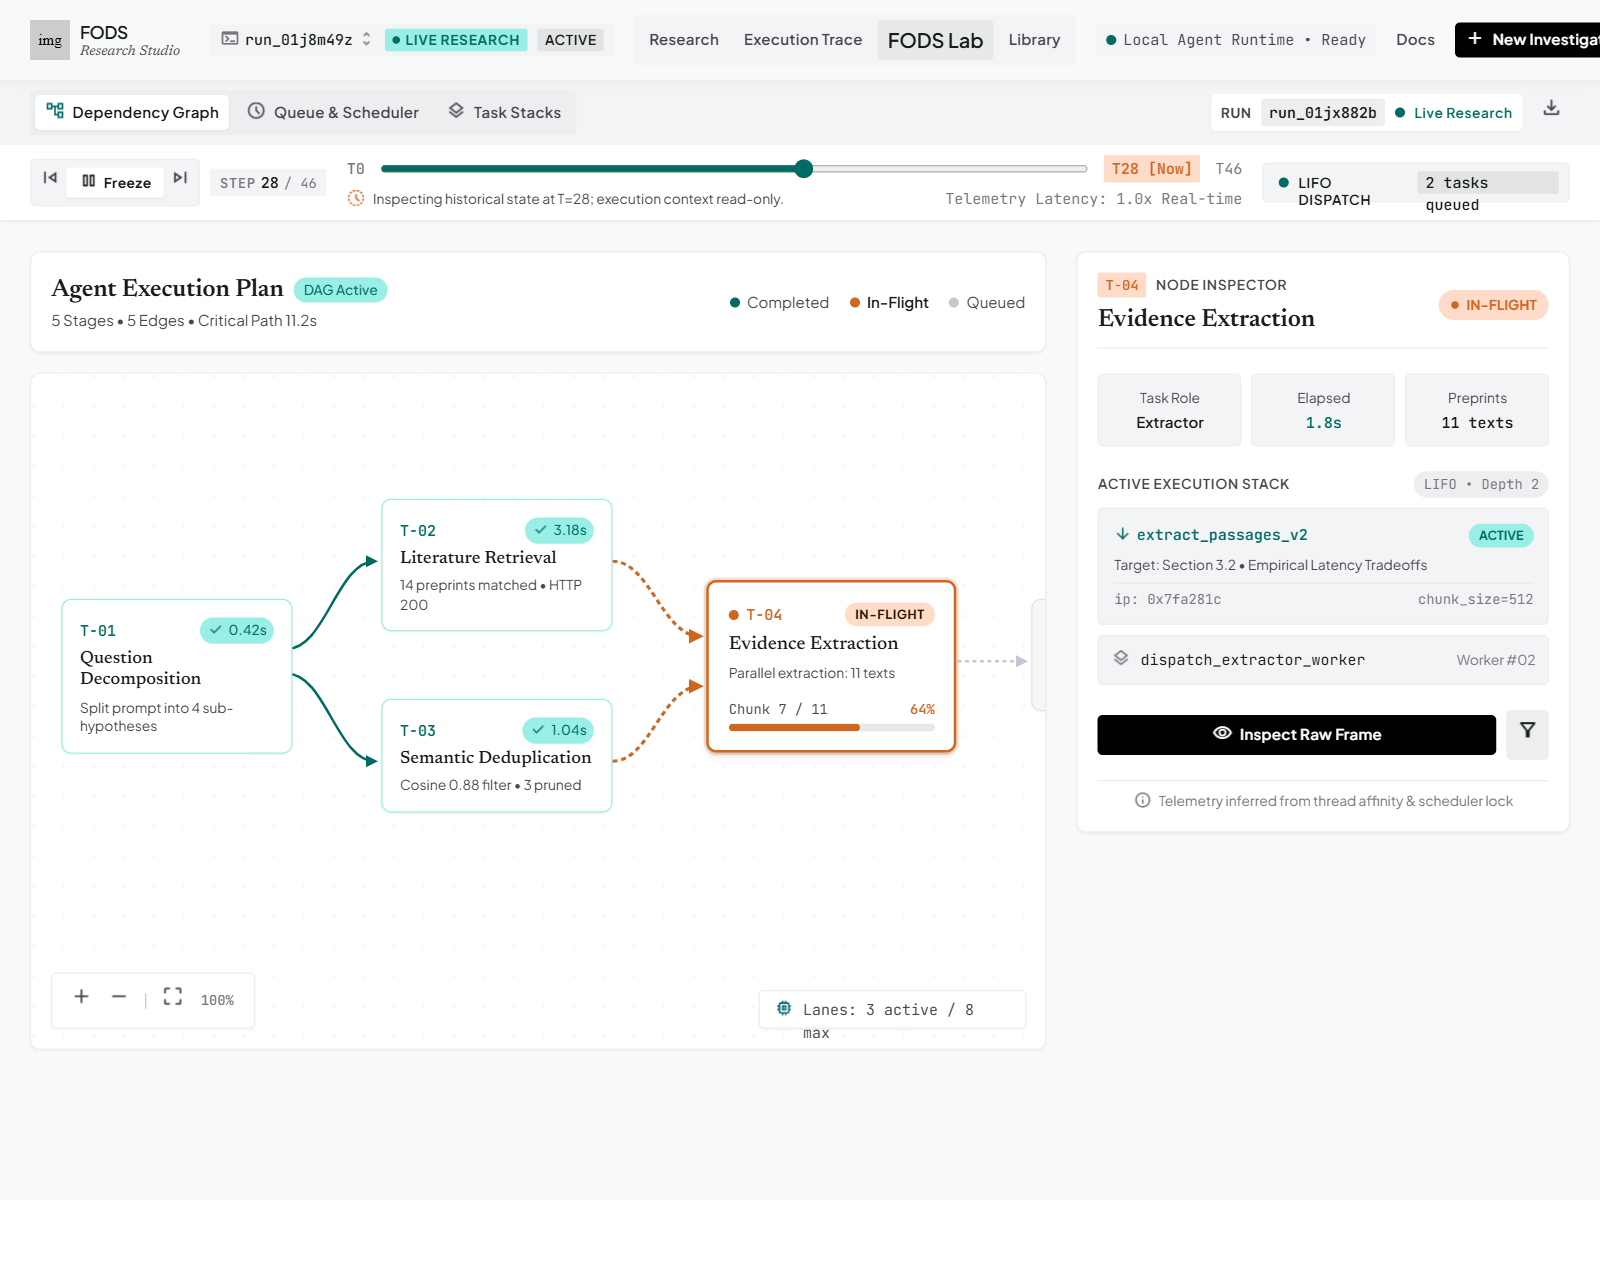 img
FODS
Research Studio
run_01j8m49z
LIVE RESEARCH
ACTIVE
Research
Execution Trace
FODS Lab
Library
Local Agent Runtime • Ready
Docs
+ New Investigat
Dependency Graph
Queue & Scheduler
Task Stacks
RUN
run_01jx882b
Live Research
Freeze
STEP 28 / 46
T0
T28 [Now]
T46
Inspecting historical state at T=28; execution context read-only.
Telemetry Latency: 1.0x Real-time
LIFO
DISPATCH
2 tasks
queued
Agent Execution Plan
DAG Active
5 Stages • 5 Edges • Critical Path 11.2s
Completed
In-Flight
Queued
T-01
0.42s
Question
Decomposition
Split prompt into 4 sub-
hypotheses
T-02
3.18s
Literature Retrieval
14 preprints matched • HTTP
200
T-03
1.04s
Semantic Deduplication
Cosine 0.88 filter • 3 pruned
T-04
IN-FLIGHT
Evidence Extraction
Parallel extraction: 11 texts
Chunk 7 / 11
64%
100%
Lanes: 3 active / 8
max
T-04
NODE INSPECTOR
Evidence Extraction
IN-FLIGHT
Task Role
Extractor
Elapsed
1.8s
Preprints
11 texts
ACTIVE EXECUTION STACK
LIFO • Depth 2
extract_passages_v2
ACTIVE
Target: Section 3.2 • Empirical Latency Tradeoffs
ip: 0x7fa281c
chunk_size=512
dispatch_extractor_worker
Worker #02
Inspect Raw Frame
Telemetry inferred from thread affinity & scheduler lock